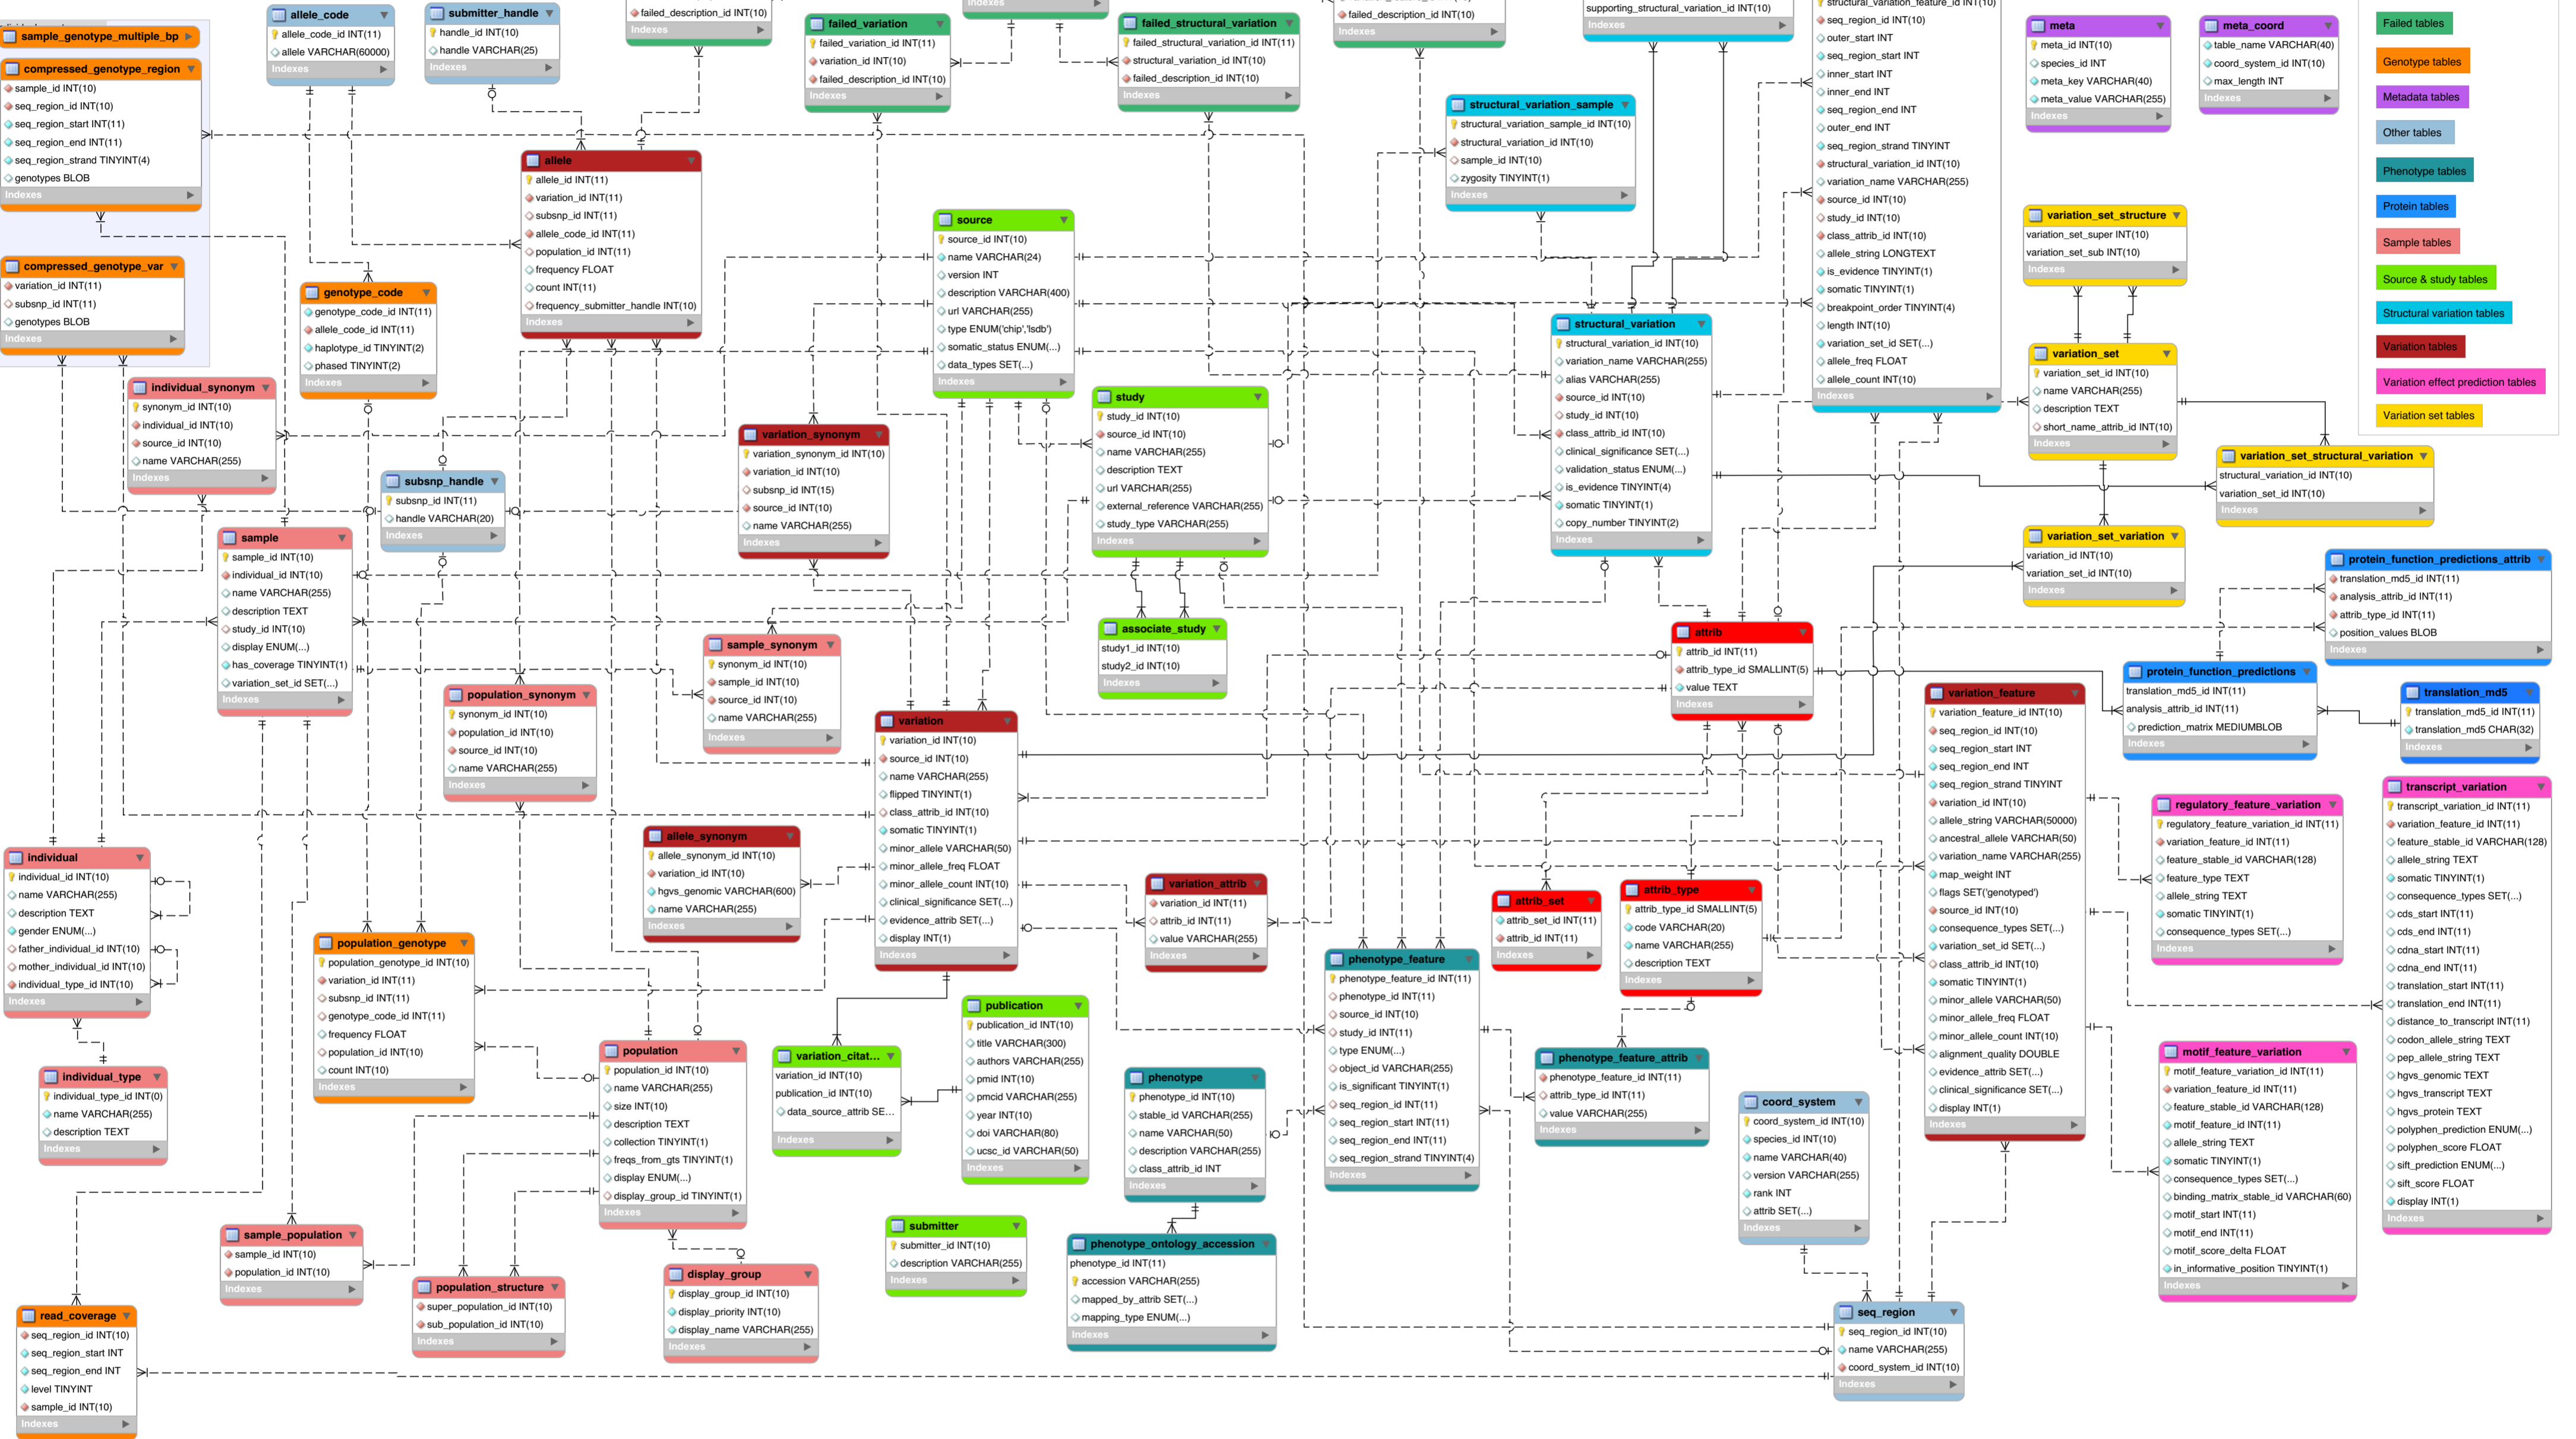 sample_genotype_multiple_bp
compressed_genotype_region
sample_id INT(10)
seq_region_id INT(10)
seq_region_start INT(11)
seq_region_end INT(11)
seq_region_strand TINYINT(4)
genotypes BLOB
Indexes
compressed_genotype_var
variation_id INT(11)
subsnp_id INT(11)
genotypes BLOB
Indexes
allele_code
allele_code_id INT(11)
allele VARCHAR(60000)
Indexes
submitter_handle
handle_id INT(10)
handle VARCHAR(25)
Indexes
failed_description_id INT(10)
Indexes
failed_variation
failed_variation_id INT(11)
variation_id INT(10)
failed_description_id INT(10)
Indexes
Indexes
failed_structural_variation
failed_structural_variation_id INT(11)
structural_variation_id INT(10)
failed_description_id INT(10)
Indexes
failed_description_id INT(10)
Indexes
supporting_structural_variation_id INT(10)
Indexes
structural_variation_feature_id INT(10)
seq_region_id INT(10)
outer_start INT
seq_region_start INT
inner_start INT
inner_end INT
seq_region_end INT
outer_end INT
seq_region_strand TINYINT
structural_variation_id INT(10)
variation_name VARCHAR(255)
source_id INT(10)
study_id INT(10)
class_attrib_id INT(10)
allele_string LONGTEXT
is_evidence TINYINT(1)
somatic TINYINT(1)
breakpoint_order TINYINT(4)
length INT(10)
variation_set_id SET(...)
allele_freq FLOAT
allele_count INT(10)
Indexes
meta
meta_id INT(10)
species_id INT
meta_key VARCHAR(40)
meta_value VARCHAR(255)
Indexes
meta_coord
table_name VARCHAR(40)
coord_system_id INT(10)
max_length INT
Indexes
Failed tables
Genotype tables
Metadata tables
Other tables
Phenotype tables
Protein tables
Sample tables
Source & study tables
Structural variation tables
Variation tables
Variation effect prediction tables
Variation set tables
structural_variation_sample
structural_variation_sample_id INT(10)
structural_variation_id INT(10)
sample_id INT(10)
zygosity TINYINT(1)
Indexes
allele
allele_id INT(11)
variation_id INT(11)
subsnp_id INT(11)
allele_code_id INT(11)
population_id INT(11)
frequency FLOAT
count INT(11)
frequency_submitter_handle INT(10)
Indexes
source
source_id INT(10)
name VARCHAR(24)
version INT
description VARCHAR(400)
url VARCHAR(255)
type ENUM('chip','lsdb')
somatic_status ENUM(...)
data_types SET(...)
Indexes
variation_set_structure
variation_set_super INT(10)
variation_set_sub INT(10)
Indexes
genotype_code
genotype_code_id INT(11)
allele_code_id INT(11)
haplotype_id TINYINT(2)
phased TINYINT(2)
Indexes
structural_variation
structural_variation_id INT(10)
variation_name VARCHAR(255)
alias VARCHAR(255)
source_id INT(10)
study_id INT(10)
class_attrib_id INT(10)
clinical_significance SET(...)
validation_status ENUM(...)
is_evidence TINYINT(4)
somatic TINYINT(1)
copy_number TINYINT(2)
Indexes
variation_set
variation_set_id INT(10)
name VARCHAR(255)
description TEXT
short_name_attrib_id INT(10)
Indexes
individual_synonym
synonym_id INT(10)
individual_id INT(10)
source_id INT(10)
name VARCHAR(255)
Indexes
study
study_id INT(10)
source_id INT(10)
name VARCHAR(255)
description TEXT
url VARCHAR(255)
external_reference VARCHAR(255)
study_type VARCHAR(255)
Indexes
variation_synonym
variation_synonym_id INT(10)
variation_id INT(10)
subsnp_id INT(15)
source_id INT(10)
name VARCHAR(255)
Indexes
variation_set_structural_variation
structural_variation_id INT(10)
variation_set_id INT(10)
Indexes
subsnp_handle
subsnp_id INT(11)
handle VARCHAR(20)
Indexes
sample
sample_id INT(10)
individual_id INT(10)
name VARCHAR(255)
description TEXT
study_id INT(10)
display ENUM(...)
has_coverage TINYINT(1)
variation_set_id SET(...)
Indexes
variation_set_variation
variation_id INT(10)
variation_set_id INT(10)
Indexes
protein_function_predictions_attrib
translation_md5_id INT(11)
analysis_attrib_id INT(11)
attrib_type_id INT(11)
position_values BLOB
Indexes
associate_study
study1_id INT(10)
study2_id INT(10)
Indexes
attrib
attrib_id INT(11)
attrib_type_id SMALLINT(5)
value TEXT
Indexes
sample_synonym
synonym_id INT(10)
sample_id INT(10)
source_id INT(10)
name VARCHAR(255)
Indexes
population_synonym
synonym_id INT(10)
population_id INT(10)
source_id INT(10)
name VARCHAR(255)
Indexes
protein_function_predictions
translation_md5_id INT(11)
analysis_attrib_id INT(11)
prediction_matrix MEDIUMBLOB
Indexes
translation_md5
translation_md5_id INT(11)
translation_md5 CHAR(32)
Indexes
variation
variation_id INT(10)
source_id INT(10)
name VARCHAR(255)
flipped TINYINT(1)
class_attrib_id INT(10)
somatic TINYINT(1)
minor_allele VARCHAR(50)
minor_allele_freq FLOAT
minor_allele_count INT(10)
clinical_significance SET(...)
evidence_attrib SET(...)
display INT(1)
variation_feature
variation_feature_id INT(10)
seq_region_id INT(10)
seq_region_start INT
seq_region_end INT
seq_region_strand TINYINT
variation_id INT(10)
allele_string VARCHAR(50000)
ancestral_allele VARCHAR(50)
variation_name VARCHAR(255)
map_weight INT
flags SET('genotyped')
source_id INT(10)
consequence_types SET(...)
variation_set_id SET(...)
class_attrib_id INT(10)
somatic TINYINT(1)
minor_allele VARCHAR(50)
minor_allele_freq FLOAT
minor_allele_count INT(10)
alignment_quality DOUBLE
evidence_attrib SET(...)
clinical_significance SET(...)
display INT(1)
Indexes
regulatory_feature_variation
regulatory_feature_variation_id INT(11)
variation_feature_id INT(11)
feature_stable_id VARCHAR(128)
feature_type TEXT
allele_string TEXT
somatic TINYINT(1)
consequence_types SET(...)
Indexes
transcript_variation
transcript_variation_id INT(11)
variation_feature_id INT(11)
feature_stable_id VARCHAR(128)
allele_string TEXT
somatic TINYINT(1)
consequence_types SET(...)
cds_start INT(11)
cds_end INT(11)
cdna_start INT(11)
cdna_end INT(11)
translation_start INT(11)
translation_end INT(11)
distance_to_transcript INT(11)
codon_allele_string TEXT
pep_allele_string TEXT
hgvs_genomic TEXT
hgvs_transcript TEXT
hgvs_protein TEXT
polyphen_prediction ENUM(...)
polyphen_score FLOAT
sift_prediction ENUM(...)
sift_score FLOAT
display INT(1)
Indexes
allele_synonym
allele_synonym_id INT(10)
variation_id INT(10)
hgvs_genomic VARCHAR(600)
name VARCHAR(255)
Indexes
individual
individual_id INT(10)
name VARCHAR(255)
description TEXT
gender ENUM(...)
father_individual_id INT(10)
mother_individual_id INT(10)
individual_type_id INT(10)
Indexes
variation_attrib
variation_id INT(11)
attrib_id INT(11)
value VARCHAR(255)
Indexes
attrib_set
attrib_set_id INT(11)
attrib_id INT(11)
Indexes
attrib_type
attrib_type_id SMALLINT(5)
code VARCHAR(20)
name VARCHAR(255)
description TEXT
Indexes
population_genotype
population_genotype_id INT(10)
variation_id INT(11)
subsnp_id INT(11)
genotype_code_id INT(11)
frequency FLOAT
population_id INT(10)
count INT(10)
Indexes
phenotype_feature
phenotype_feature_id INT(11)
phenotype_id INT(11)
source_id INT(10)
study_id INT(11)
type ENUM(...)
object_id VARCHAR(255)
is_significant TINYINT(1)
seq_region_id INT(11)
seq_region_start INT(11)
seq_region_end INT(11)
seq_region_strand TINYINT(4)
Indexes
publication
publication_id INT(10)
title VARCHAR(300)
authors VARCHAR(255)
pmid INT(10)
pmcid VARCHAR(255)
year INT(10)
doi VARCHAR(80)
ucsc_id VARCHAR(50)
Indexes
population
population_id INT(10)
name VARCHAR(255)
size INT(10)
description TEXT
collection TINYINT(1)
freqs_from_gts TINYINT(1)
display ENUM(...)
display_group_id TINYINT(1)
Indexes
variation_citat...
variation_id INT(10)
publication_id INT(10)
data_source_attrib SE...
Indexes
phenotype_feature_attrib
phenotype_feature_id INT(11)
attrib_type_id INT(11)
value VARCHAR(255)
Indexes
motif_feature_variation
motif_feature_variation_id INT(11)
variation_feature_id INT(11)
feature_stable_id VARCHAR(128)
motif_feature_id INT(11)
allele_string TEXT
somatic TINYINT(1)
consequence_types SET(...)
binding_matrix_stable_id VARCHAR(60)
motif_start INT(11)
motif_end INT(11)
motif_score_delta FLOAT
in_informative_position TINYINT(1)
Indexes
individual_type
individual_type_id INT(0)
name VARCHAR(255)
description TEXT
Indexes
phenotype
phenotype_id INT(10)
stable_id VARCHAR(255)
name VARCHAR(50)
description VARCHAR(255)
class_attrib_id INT
Indexes
coord_system
coord_system_id INT(10)
species_id INT(10)
name VARCHAR(40)
version VARCHAR(255)
rank INT
attrib SET(...)
Indexes
sample_population
sample_id INT(10)
population_id INT(10)
Indexes
submitter
submitter_id INT(10)
description VARCHAR(255)
Indexes
phenotype_ontology_accession
phenotype_id INT(11)
accession VARCHAR(255)
mapped_by_attrib SET(...)
mapping_type ENUM(...)
Indexes
population_structure
super_population_id INT(10)
sub_population_id INT(10)
Indexes
display_group
display_group_id INT(10)
display_priority INT(10)
display_name VARCHAR(255)
Indexes
read_coverage
seq_region_id INT(10)
seq_region_start INT
seq_region_end INT
level TINYINT
sample_id INT(10)
Indexes
seq_region
seq_region_id INT(10)
name VARCHAR(255)
coord_system_id INT(10)
Indexes